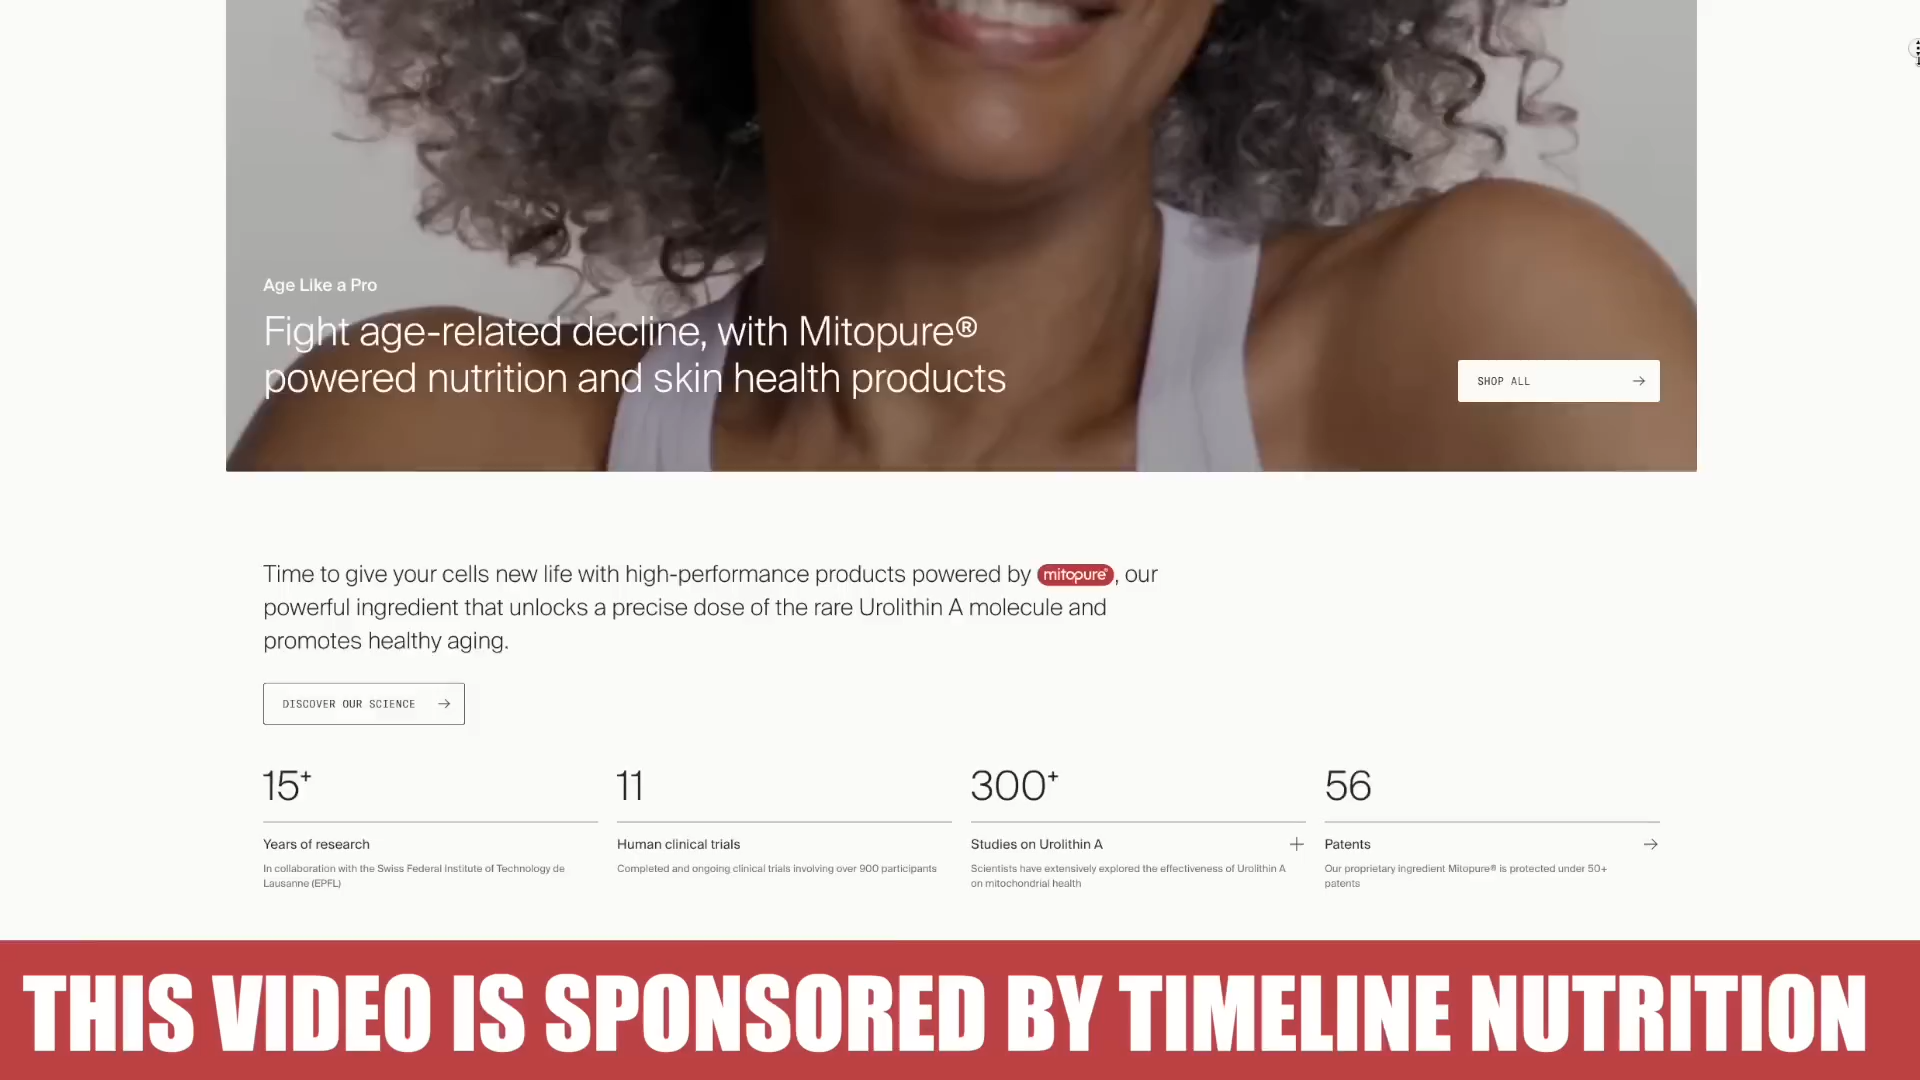 Age Like a Pro
Fight age-related decline, with Mitopure®
powered nutrition and skin health products
SHOP ALL
Time to give your cells new life with high-performance products powered by mitopure®, our
powerful ingredient that unlocks a precise dose of the rare Urolithin A molecule and
promotes healthy aging.
DISCOVER OUR SCIENCE
15+
Years of research
In collaboration with the Swiss Federal Institute of Technology de
Lausanne (EPFL)
11
Human clinical trials
Completed and ongoing clinical trials involving over 900 participants
300+
Studies on Urolithin A
Scientists have extensively explored the effectiveness of Urolithin A
on mitochondrial health
56
Patents
Our proprietary ingredient Mitopure® is protected under 50+
patents
THIS VIDEO IS SPONSORED BY TIMELINE NUTRITION